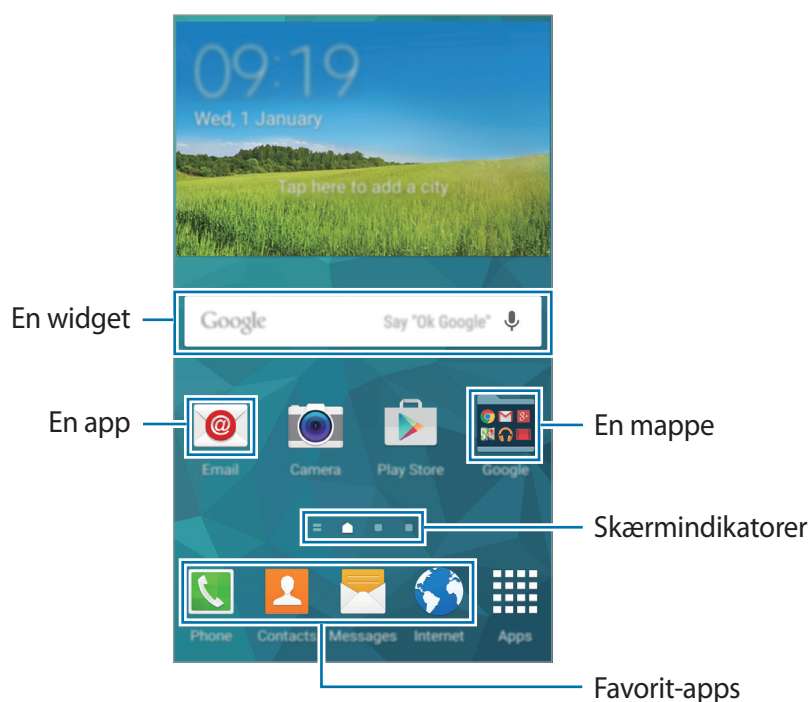 09:19
Wed, 1 January
Tap here to add a city
En widget
Google Say "Ok Google"
En app
En mappe
Email Camera Play Store Google
Skærmindikatorer
Phone Contacts Messages Internet Apps
Favorit-apps